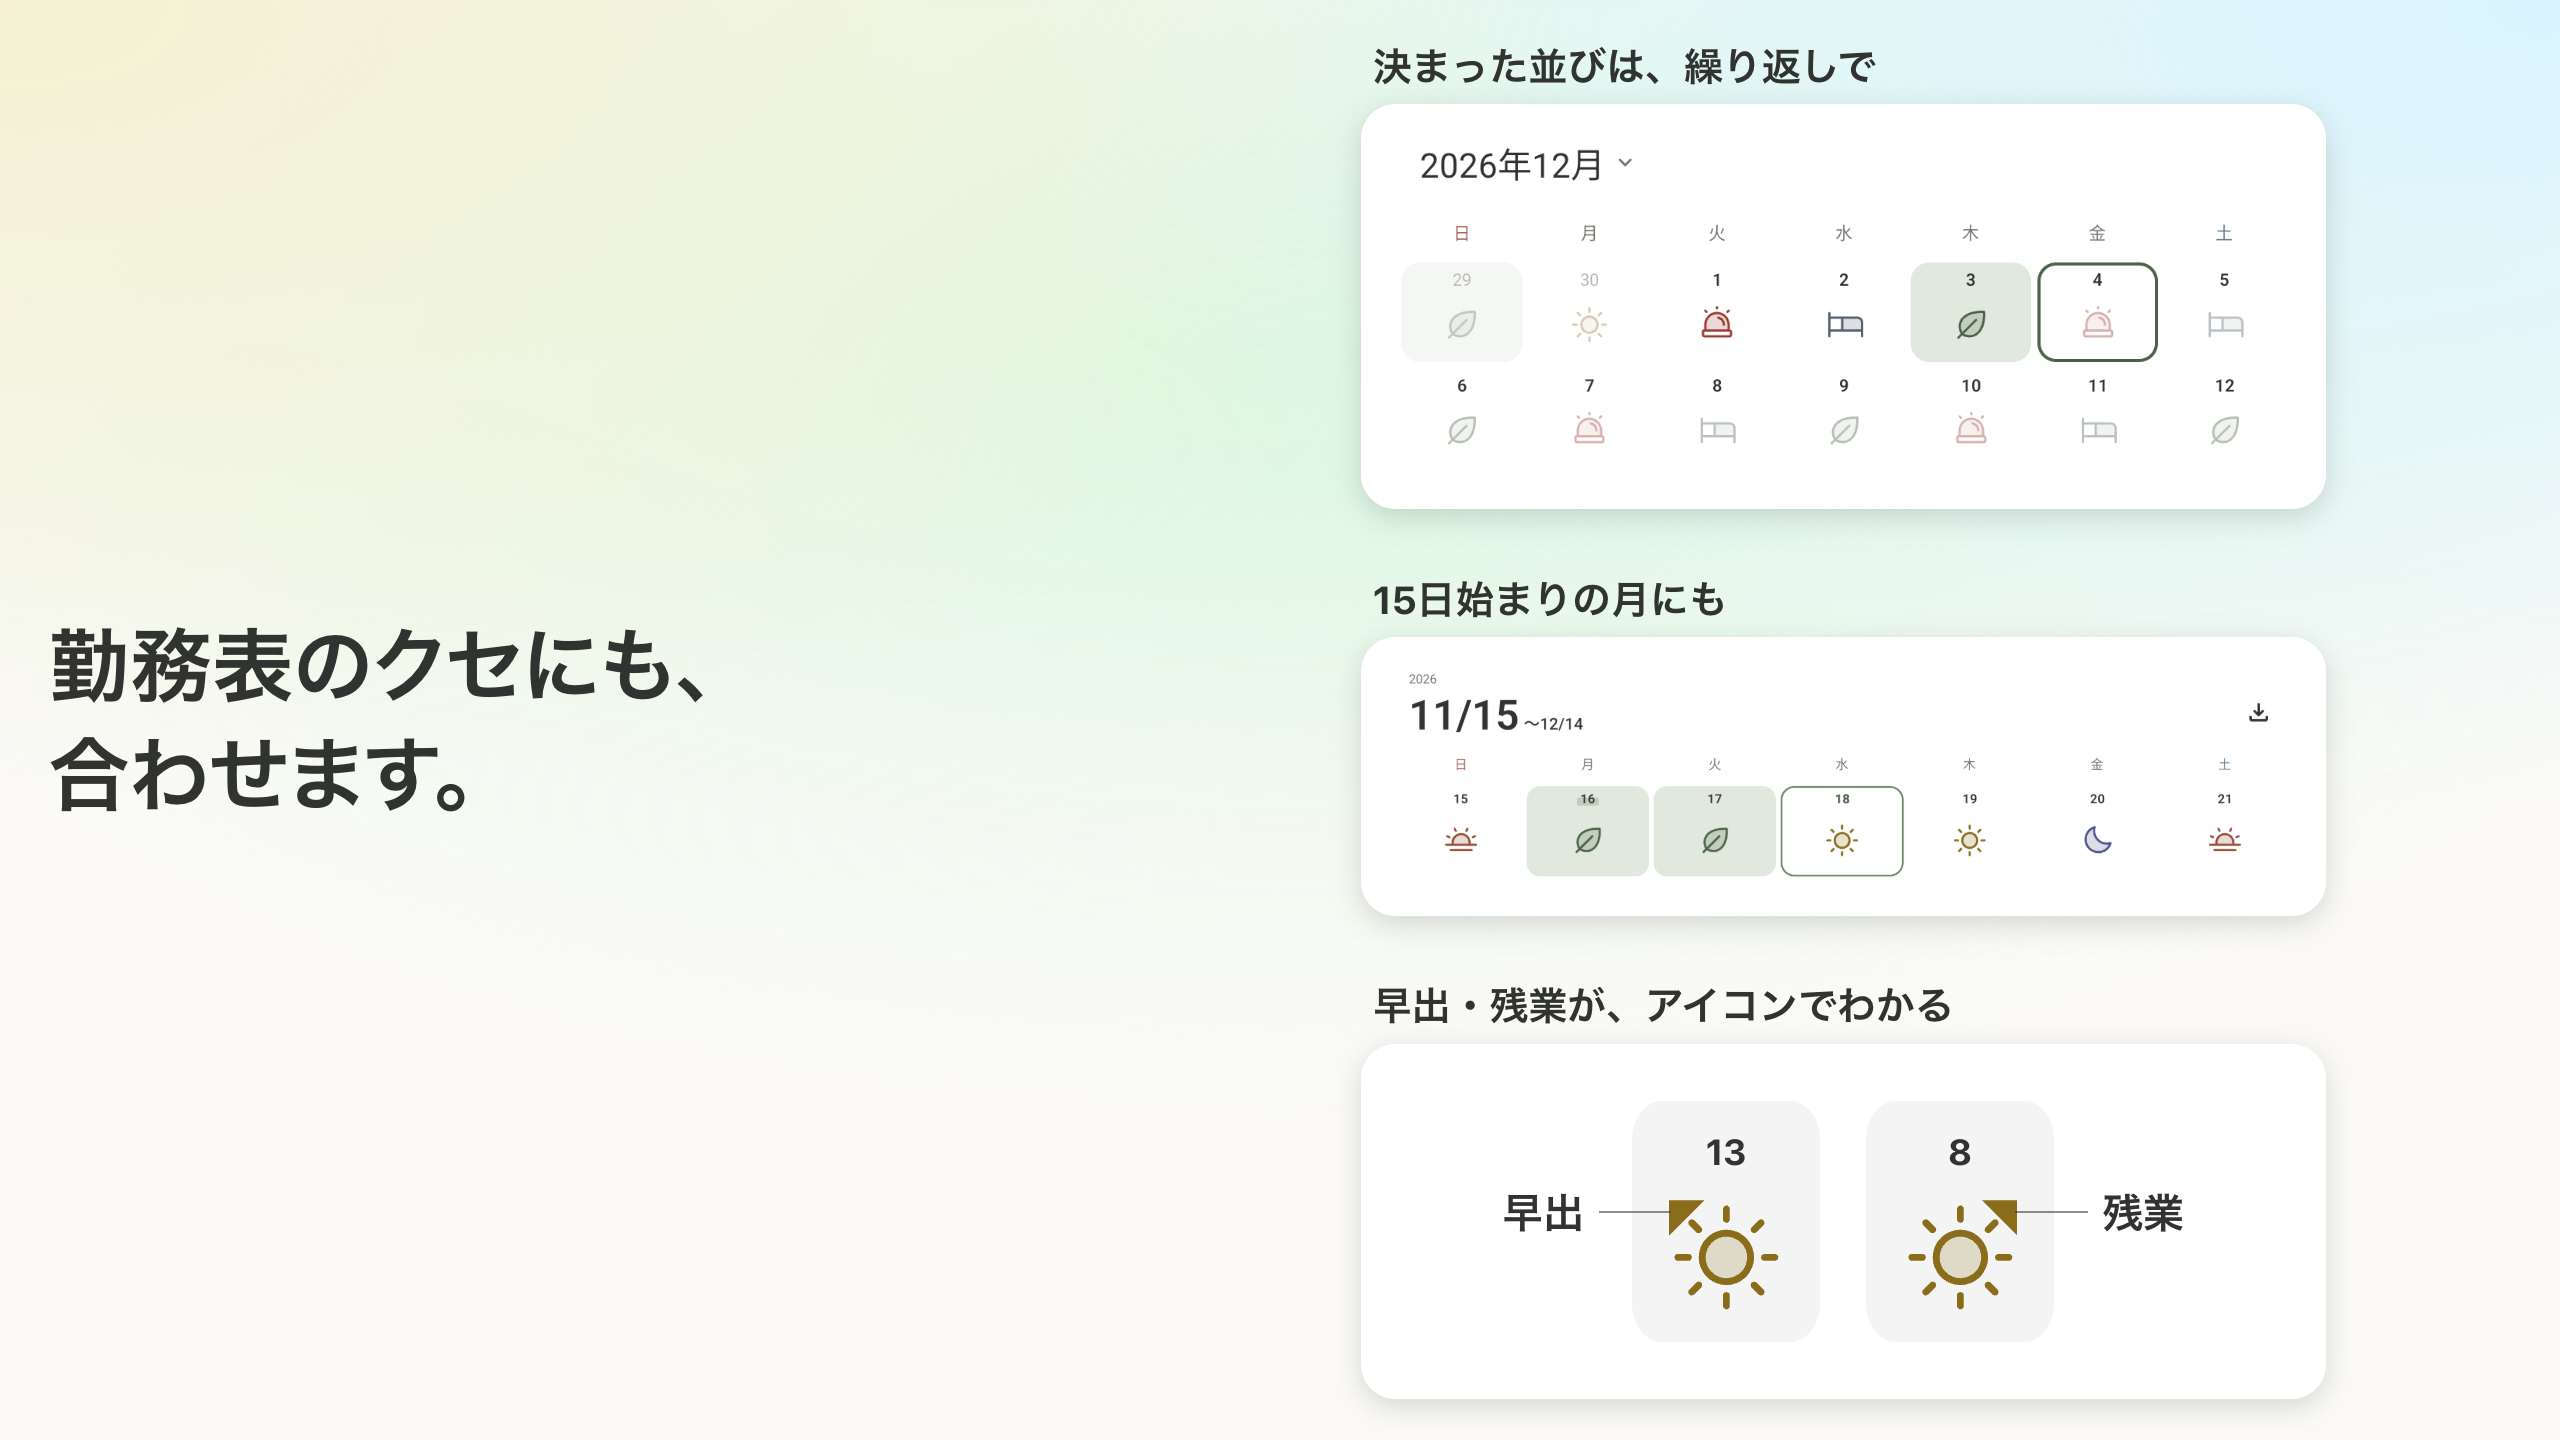 勤務表のクセにも、
合わせます。
決まった並びは、繰り返しで
2026年12月
日 月 火 水 木 金 土
29 30 1 2 3 4 5
6 7 8 9 10 11 12
15日始まりの月にも
2026
11/15 〜12/14
日 月 火 水 木 金 土
15 16 17 18 19 20 21
早出・残業が、アイコンでわかる
13 8
早出 残業